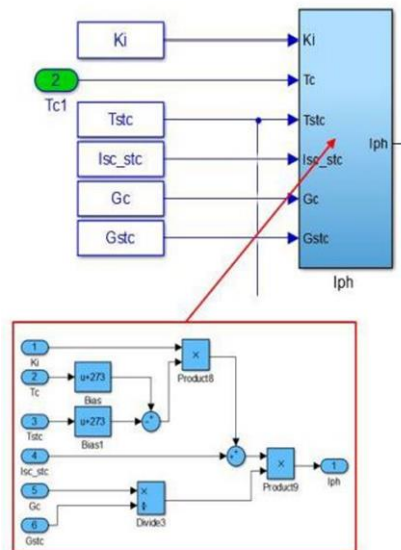 Ki
Ki
2
Tc
Tc1
Tstc
Tstc
Iph
Isc_stc
Isc_stc
Gc
Gc
Gstc
Gstc
Iph
1
Ki
×
2
u+273
Product8
Tc
Bias
3
u+273
Tstc
Bias1
4
Isc_stc
×
1
5
×
Product9
Iph
Gc
÷
6
Divide3
Gstc